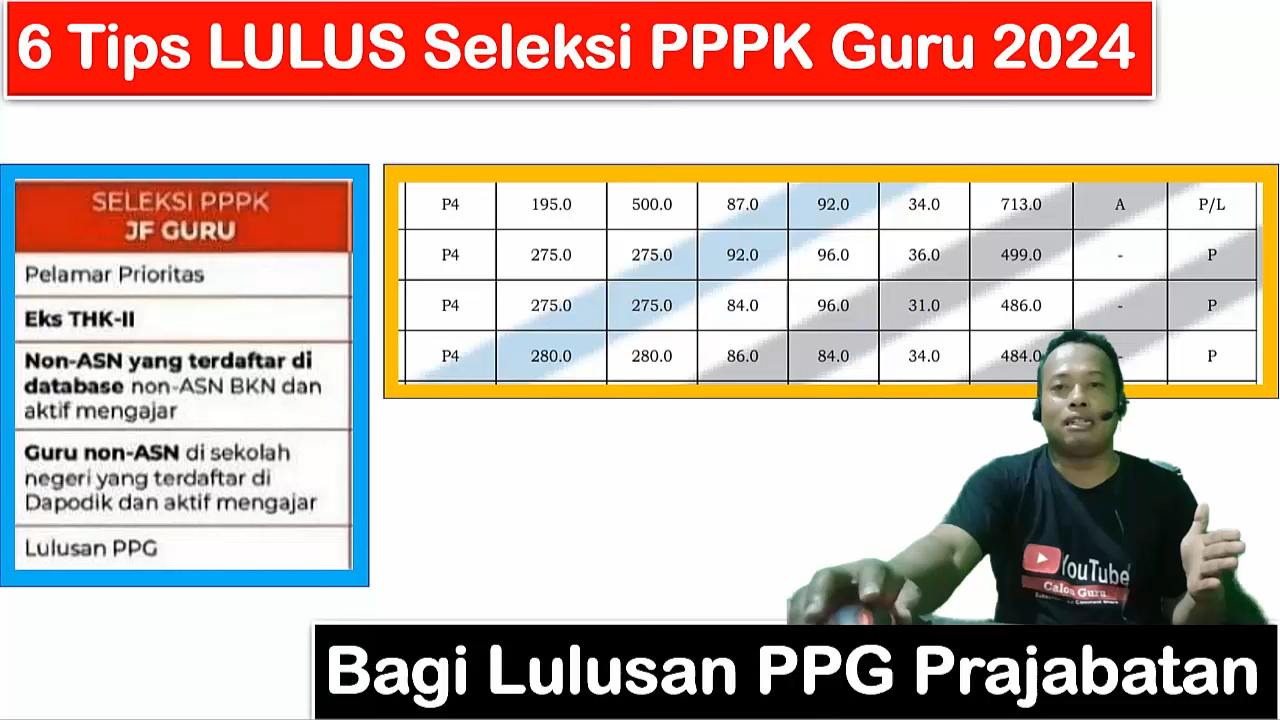 6 Tips LULUS Seleksi PPPK Guru 2024
SELEKSI PPPK
JF GURU
Pelamar Prioritas
Eks THK-II
Non-ASN yang terdaftar di
database non-ASN BKN dan
aktif mengajar
Guru non-ASN di sekolah
negeri yang terdaftar di
Dapodik dan aktif mengajar
Lulusan PPG
P4 195.0 500.0 87.0 92.0 34.0 713.0 A P/L
P4 275.0 275.0 92.0 96.0 36.0 499.0 - P
P4 275.0 275.0 84.0 96.0 31.0 486.0 - P
P4 280.0 280.0 86.0 84.0 34.0 484.0 - P
YouTube
Calon Guru
Bagi Lulusan PPG Prajabatan